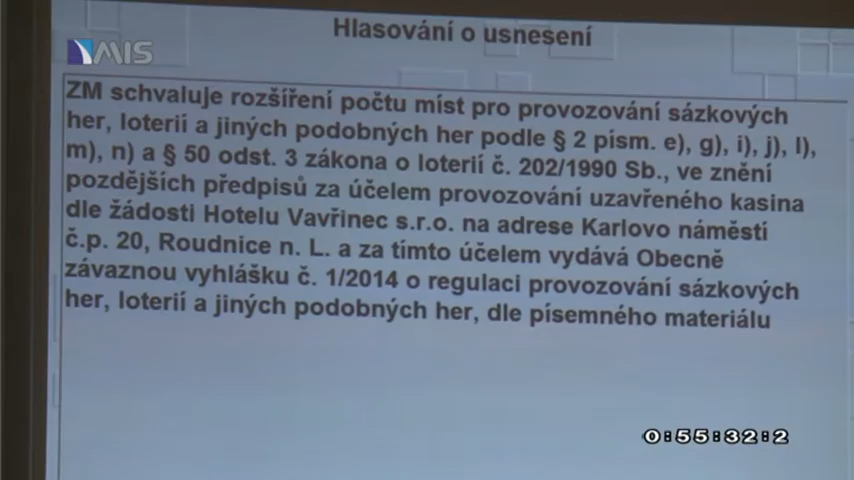 Hlasování o usnesení
MIS
ZM schvaluje rozšíření počtu míst pro provozování sázkových
her, loterií a jiných podobných her podle § 2 písm. e), g), i), j), l),
m), n) a § 50 odst. 3 zákona o loterií č. 202/1990 Sb., ve znění
pozdějších předpisů za účelem provozování uzavřeného kasina
dle žádosti Hotelu Vavřinec s.r.o. na adrese Karlovo náměstí
č.p. 20, Roudnice n. L. a za tímto účelem vydává Obecně
závaznou vyhlášku č. 1/2014 o regulaci provozování sázkových
her, loterií a jiných podobných her, dle písemného materiálu
0:55:32:2